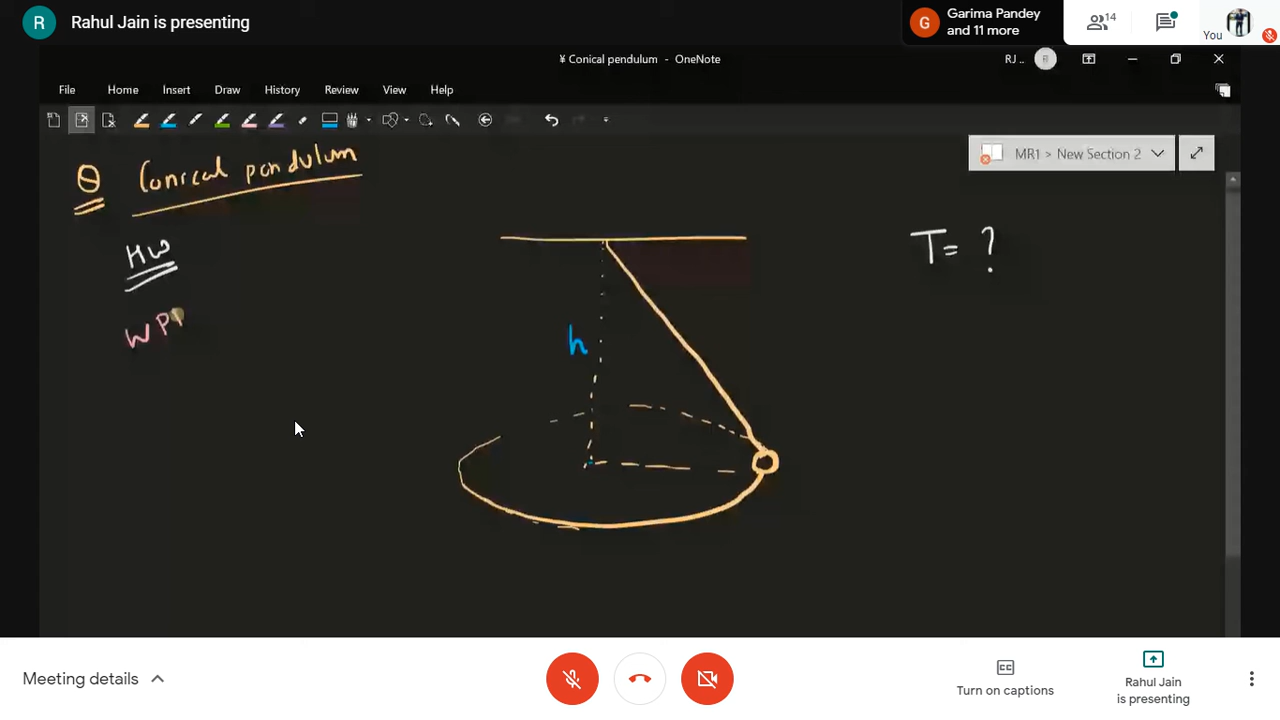 R Rahul Jain is presenting
G Garima Pandey
and 11 more
14
You
¥ Conical pendulum - OneNote
RJ ..
R
File Home Insert Draw History Review View Help
MR1 > New Section 2
Q Conical pendulum
HW
T= ?
h
Meeting details
CC
Turn on captions
Rahul Jain
is presenting